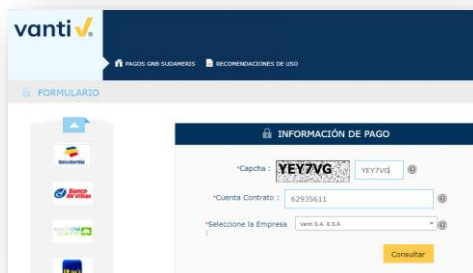 vanti
PAGOS GNB SUDAMERIS RECOMENDACIONES DE USO
FORMULARIO
INFORMACIÓN DE PAGO
Bancolombia
*Capcha : YEY7VG YEY7VG
Banco AV Villas
*Cuenta Contrato : 62935611
*Seleccione la Empresa Vanti S.A. E.S.P.
:
Consultar
Itaú